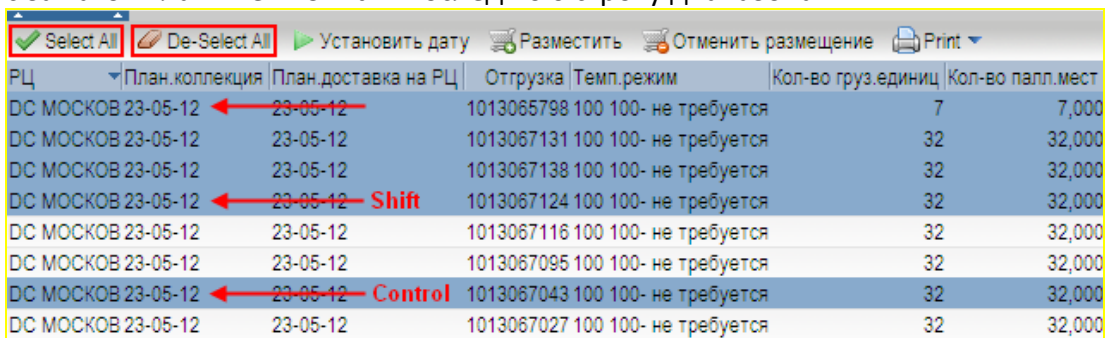 Select All De-Select All Установить дату Разместить Отменить размещение Print
РЦ План.коллекция План.доставка на РЦ Отгрузка Темп.режим Кол-во груз.единиц Кол-во палл.мест
DC МОСКОВ 23-05-12 23-05-12 1013065798 100 100- не требуется 7 7,000
DC МОСКОВ 23-05-12 23-05-12 1013067131 100 100- не требуется 32 32,000
DC МОСКОВ 23-05-12 23-05-12 1013067138 100 100- не требуется 32 32,000
DC МОСКОВ 23-05-12 23-05-12 Shift 1013067124 100 100- не требуется 32 32,000
DC МОСКОВ 23-05-12 23-05-12 1013067116 100 100- не требуется 32 32,000
DC МОСКОВ 23-05-12 23-05-12 1013067095 100 100- не требуется 32 32,000
DC МОСКОВ 23-05-12 23-05-12 Control 1013067043 100 100- не требуется 32 32,000
DC МОСКОВ 23-05-12 23-05-12 1013067027 100 100- не требуется 32 32,000